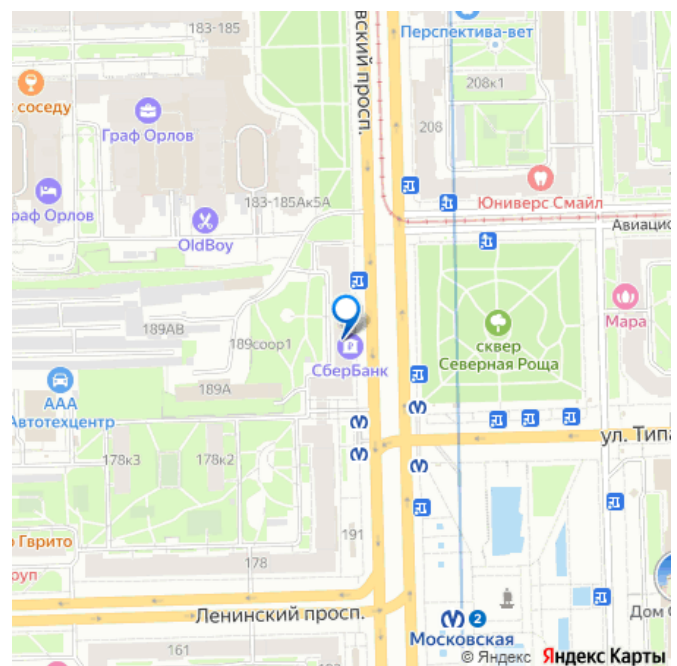 183-185
Перспектива-вет
вский просп.
208к1
к соседу
Граф Орлов
208
Юниверс Смайл
раф Орлов
183-185Ак5А
OldBoy
Авиацио
189АВ
189соор1
Мара
сквер
Северная Роща
СберБанк
189А
ААА
Автотехцентр
ул. Типа
178к3
178к2
191
о Гврито
178
оуп
Ленинский просп.
2
Московская
Дом С
161
© Яндекс Яндекс Карты